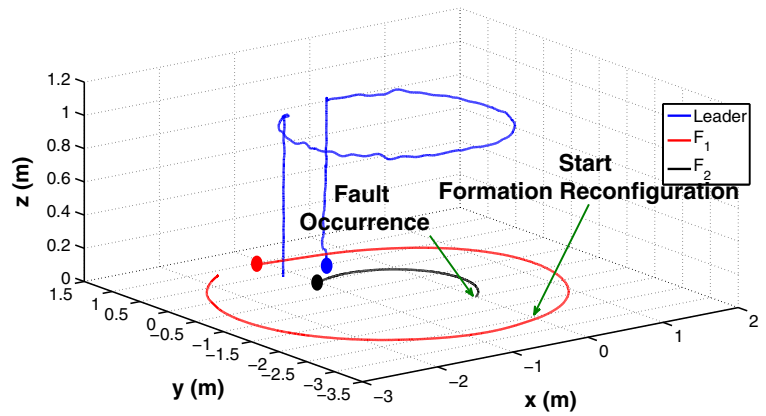 1.2
1
0.8
0.6
0.4
0.2
0
z (m)
Leader
F1
F2
Start
Formation Reconfiguration
Fault
Occurrence
1.5
1
0.5
0
−0.5
−1
−1.5
−2
−2.5
−3
−3.5
y (m)
−3
−2
−1
0
1
2
x (m)